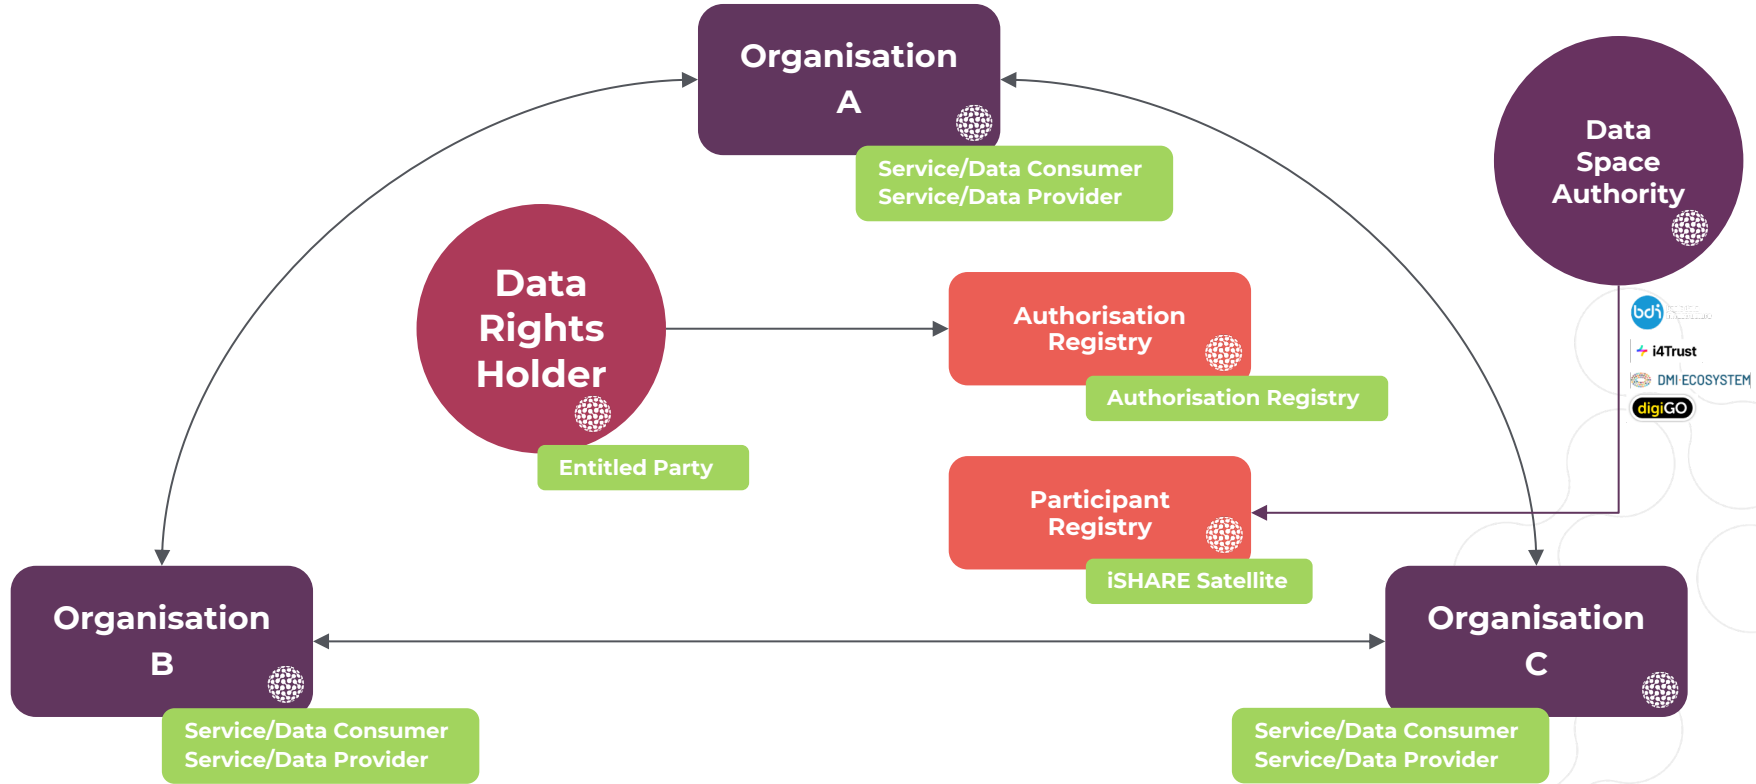 Organisation
A
Service/Data Consumer
Service/Data Provider
Data
Space
Authority
Data
Rights
Holder
Entitled Party
Authorisation
Registry
Authorisation Registry
bdi
i4Trust
DMI-ECOSYSTEM
digiGO
Participant
Registry
iSHARE Satellite
Organisation
B
Service/Data Consumer
Service/Data Provider
Organisation
C
Service/Data Consumer
Service/Data Provider